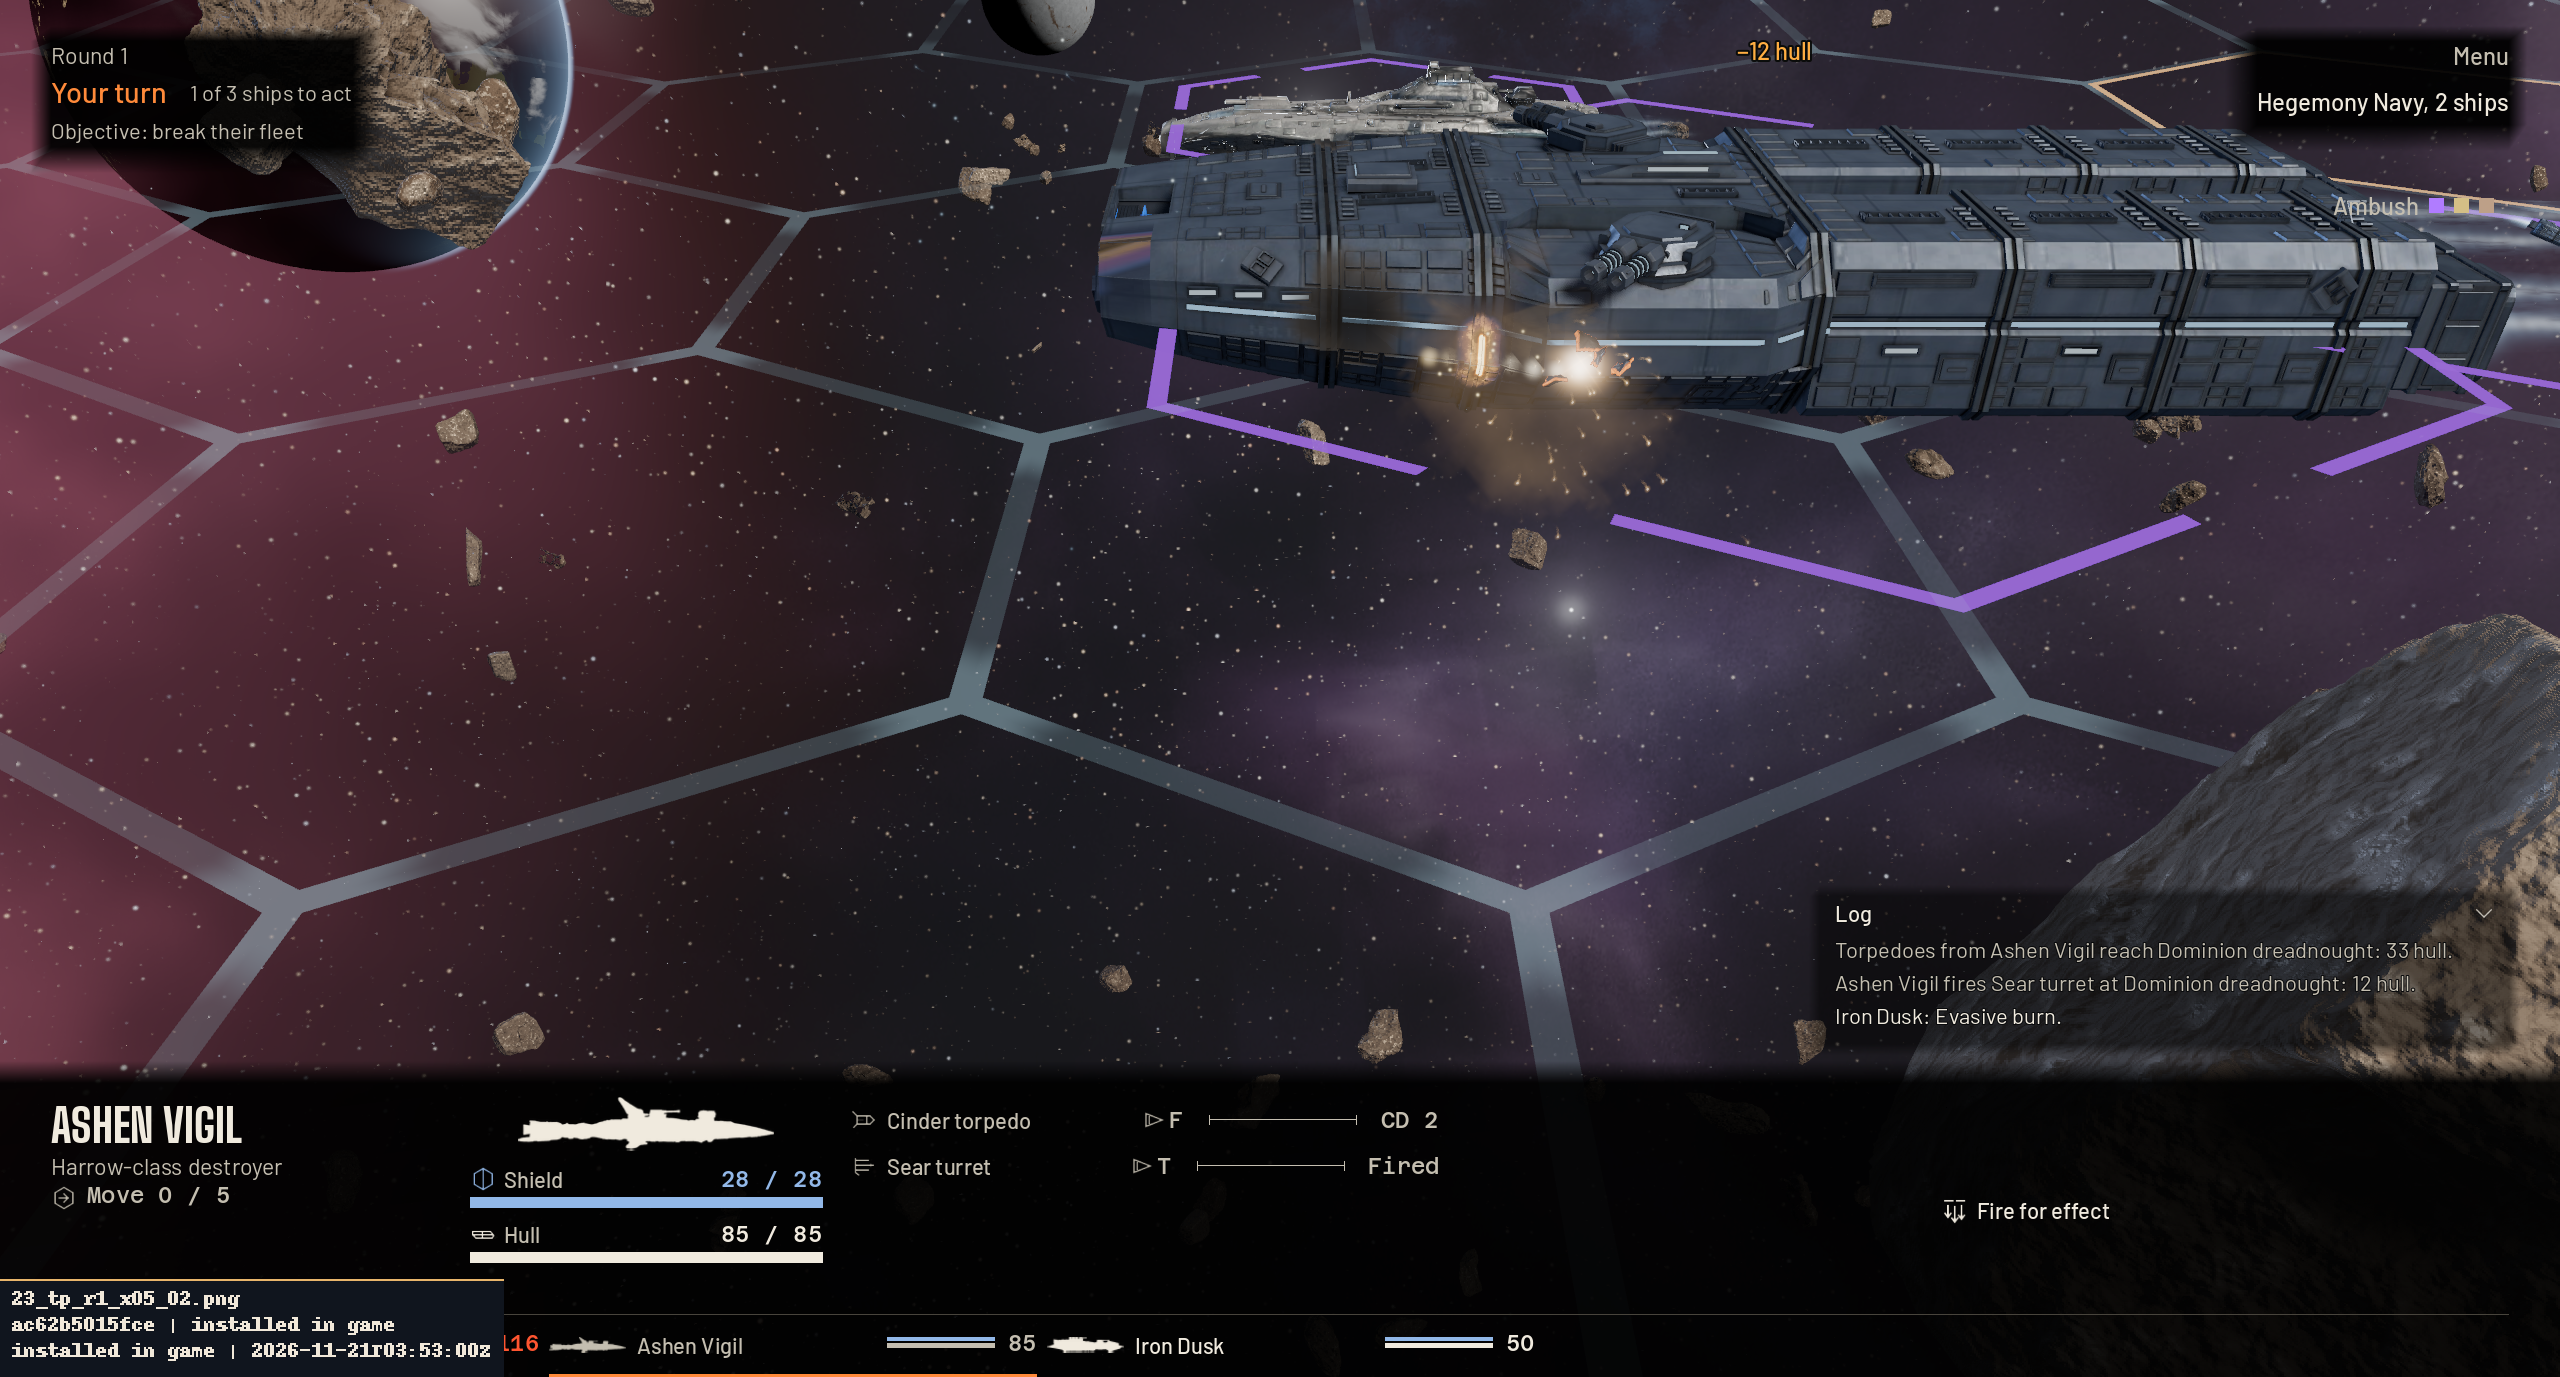 Round 1
Your turn 1 of 3 ships to act
Objective: break their fleet
−12 hull
Menu
Hegemony Navy, 2 ships
Ambush
Log
Torpedoes from Ashen Vigil reach Dominion dreadnought: 33 hull.
Ashen Vigil fires Sear turret at Dominion dreadnought: 12 hull.
Iron Dusk: Evasive burn.
ASHEN VIGIL
Harrow-class destroyer
Move 0 / 5
Shield 28 / 28
Hull 85 / 85
Cinder torpedo F CD 2
Sear turret T Fired
Fire for effect
23_tp_r1_x05_02.png
ac62b5015fce | installed in game
installed in game | 2026-11-21T03:53:00Z
116 Ashen Vigil 85 Iron Dusk 50